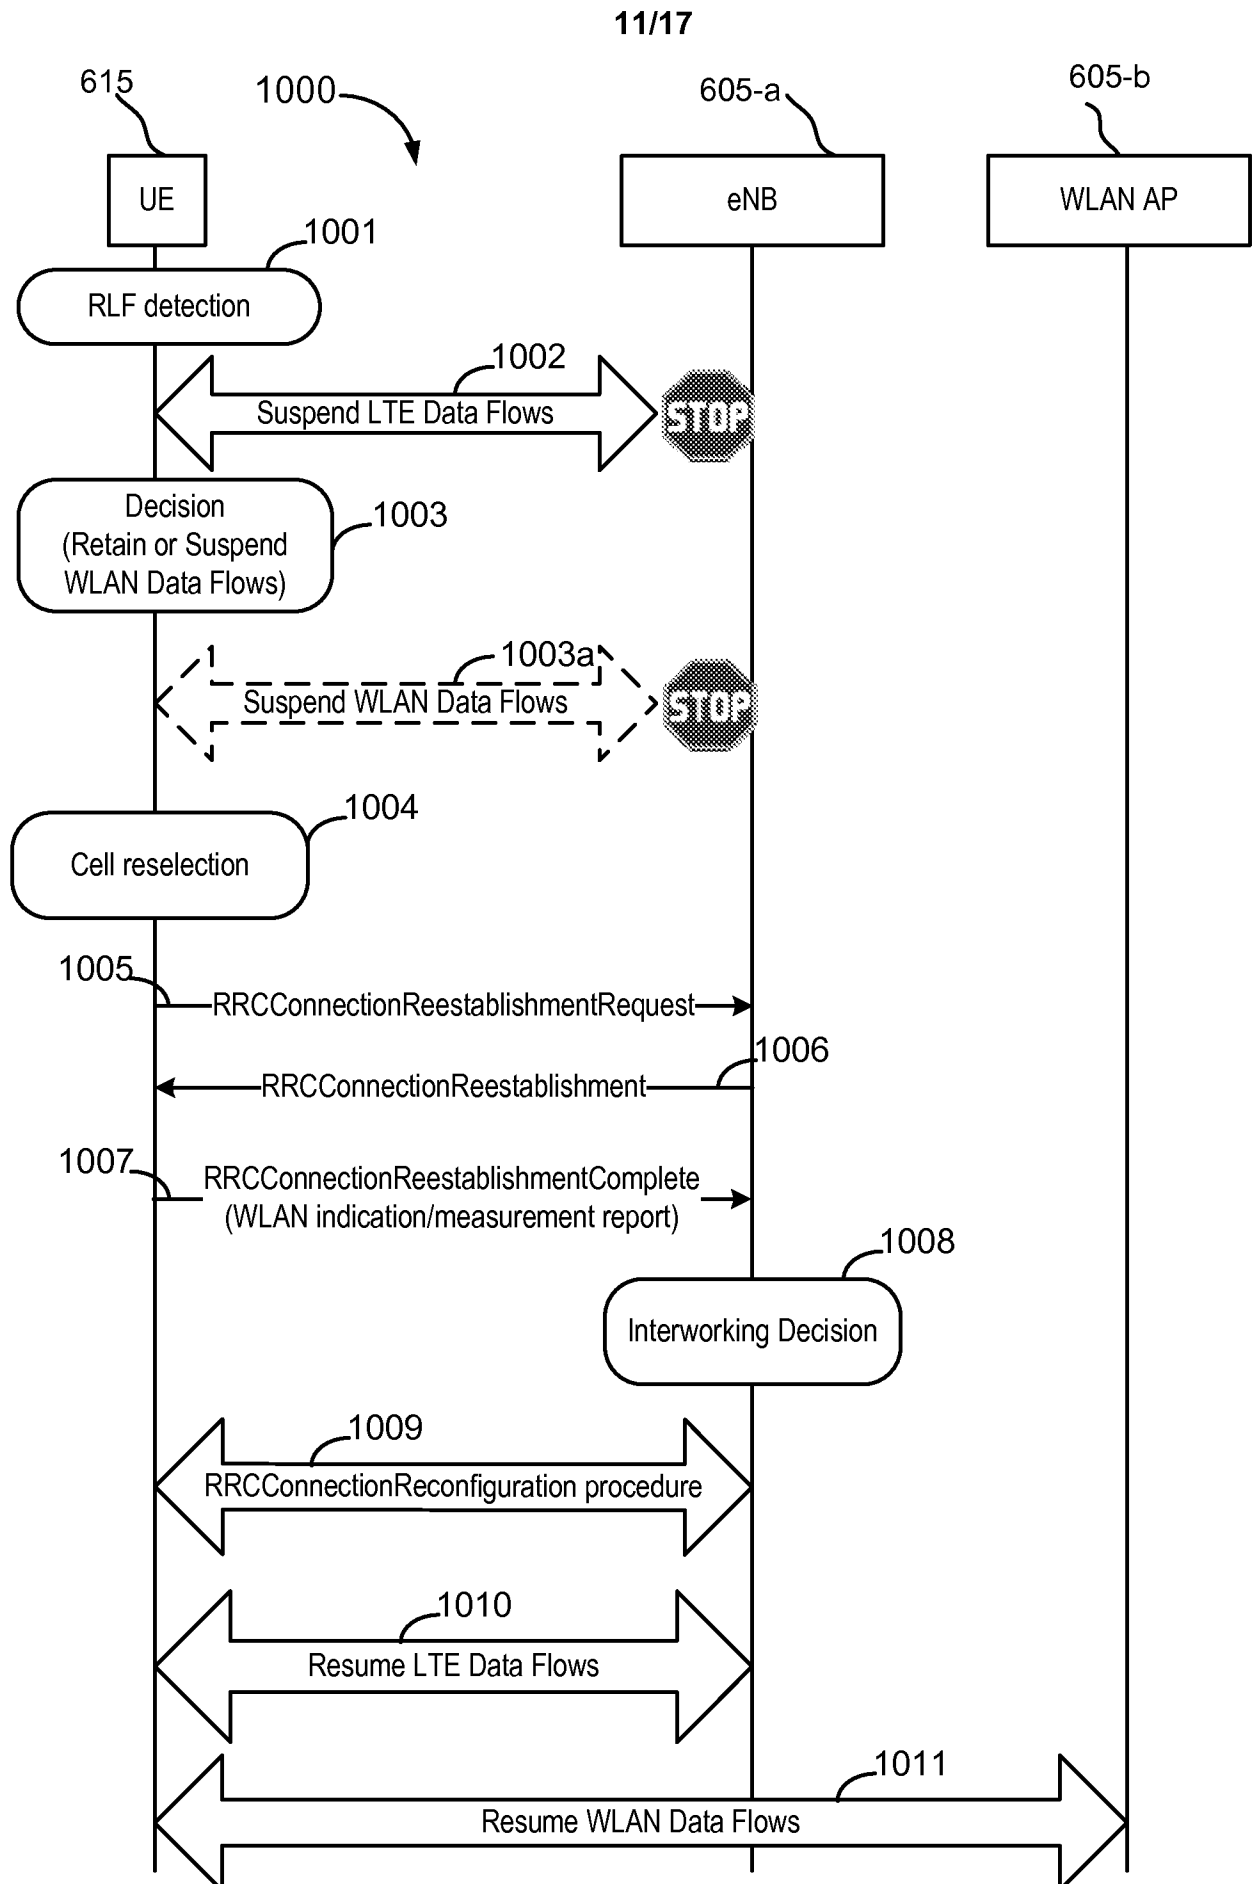 11/17
615
1000
605-a
605-b
UE
eNB
WLAN AP
1001
RLF detection
1002
Suspend LTE Data Flows
STOP
Decision
(Retain or Suspend
WLAN Data Flows)
1003
1003a
Suspend WLAN Data Flows
STOP
1004
Cell reselection
1005
RRCConnectionReestablishmentRequest
1006
RRCConnectionReestablishment
1007
RRCConnectionReestablishmentComplete
(WLAN indication/measurement report)
1008
Interworking Decision
1009
RRCConnectionReconfiguration procedure
1010
Resume LTE Data Flows
1011
Resume WLAN Data Flows